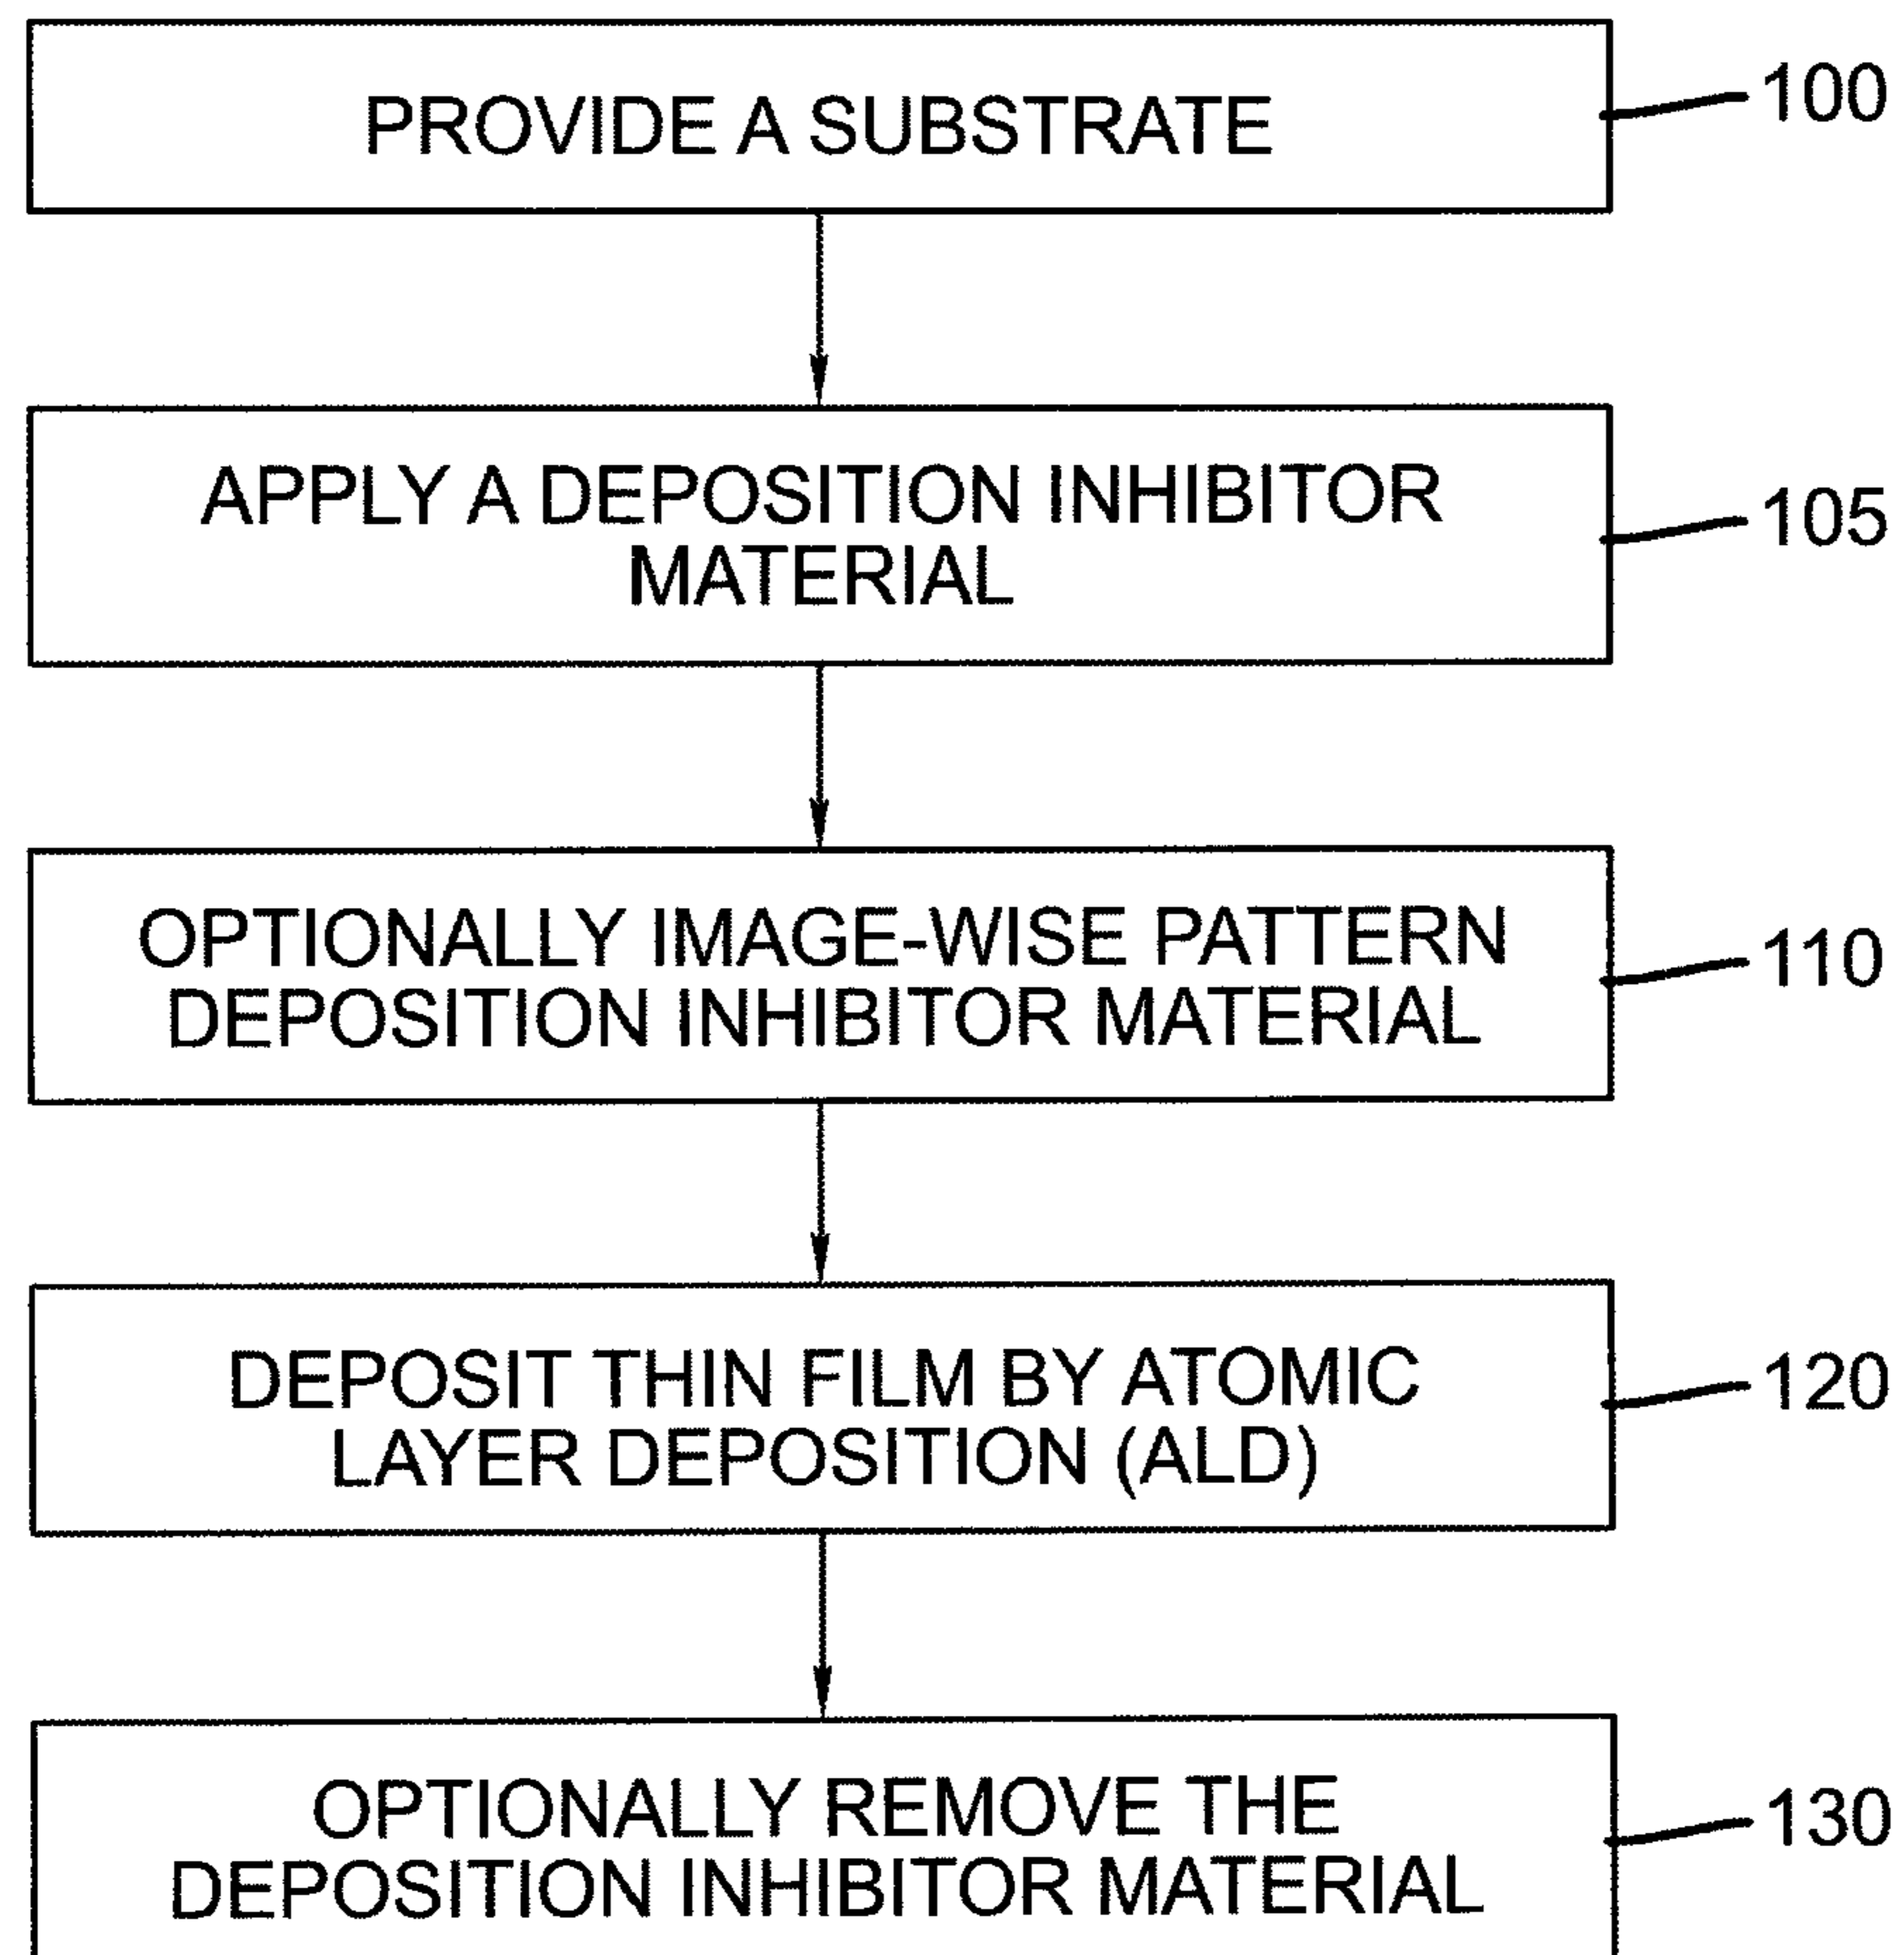 PROVIDE A SUBSTRATE
100
APPLY A DEPOSITION INHIBITOR
MATERIAL
105
OPTIONALLY IMAGE-WISE PATTERN
DEPOSITION INHIBITOR MATERIAL
110
DEPOSIT THIN FILM BY ATOMIC
LAYER DEPOSITION (ALD)
120
OPTIONALLY REMOVE THE
DEPOSITION INHIBITOR MATERIAL
130